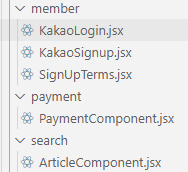 member
KakaoLogin.jsx
KakaoSignup.jsx
SignUpTerms.jsx
payment
PaymentComponent.jsx
search
ArticleComponent.jsx